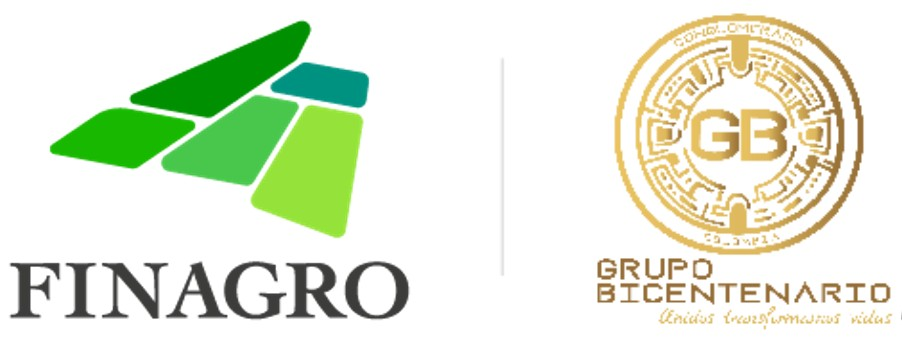 FINAGRO
CONGLOMERADO
GB
COLOMBIA
GRUPO
BICENTENARIO
Unidos transformamos vidas